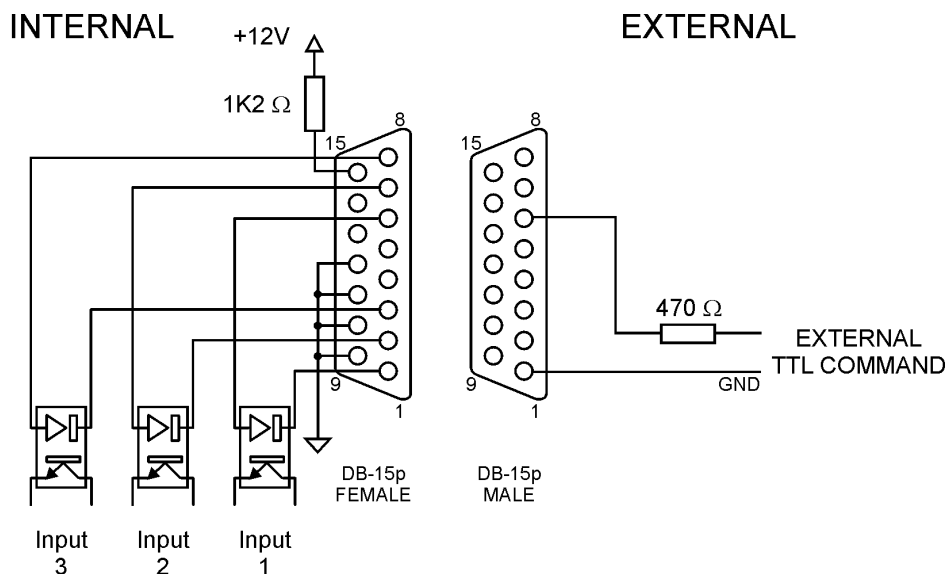 INTERNAL
EXTERNAL
+12V
1K2 Ω
8
15
8
15
470 Ω
EXTERNAL
TTL COMMAND
GND
9
1
9
1
DB-15p
FEMALE
DB-15p
MALE
Input
3
Input
2
Input
1